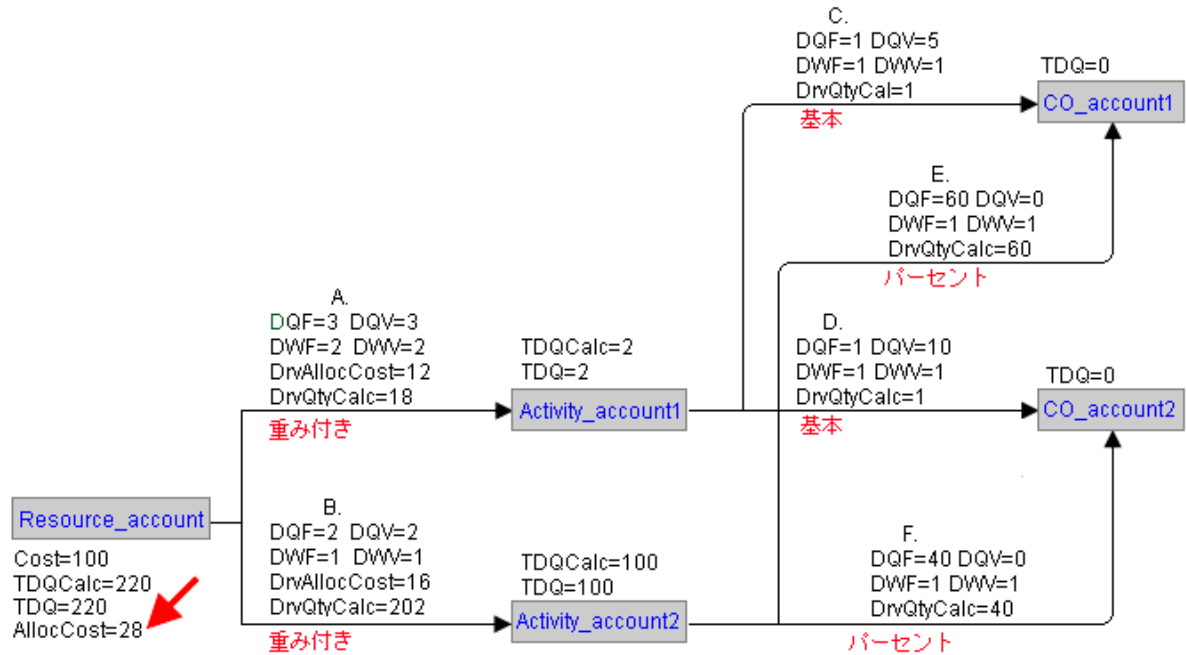 C.
DQF=1 DQV=5
DWF=1 DWV=1
DrvQtyCal=1
基本
TDQ=0
CO_account1
E.
DQF=60 DQV=0
DWF=1 DWV=1
DrvQtyCalc=60
パーセント
A.
DQF=3 DQV=3
DWF=2 DWV=2
DrvAllocCost=12
DrvQtyCalc=18
重み付き
TDQCalc=2
TDQ=2
Activity_account1
D.
DQF=1 DQV=10
DWF=1 DWV=1
DrvQtyCalc=1
基本
TDQ=0
CO_account2
Resource_account
Cost=100
TDQCalc=220
TDQ=220
AllocCost=28
B.
DQF=2 DQV=2
DWF=1 DWV=1
DrvAllocCost=16
DrvQtyCalc=202
重み付き
TDQCalc=100
TDQ=100
Activity_account2
F.
DQF=40 DQV=0
DWF=1 DWV=1
DrvQtyCalc=40
パーセント